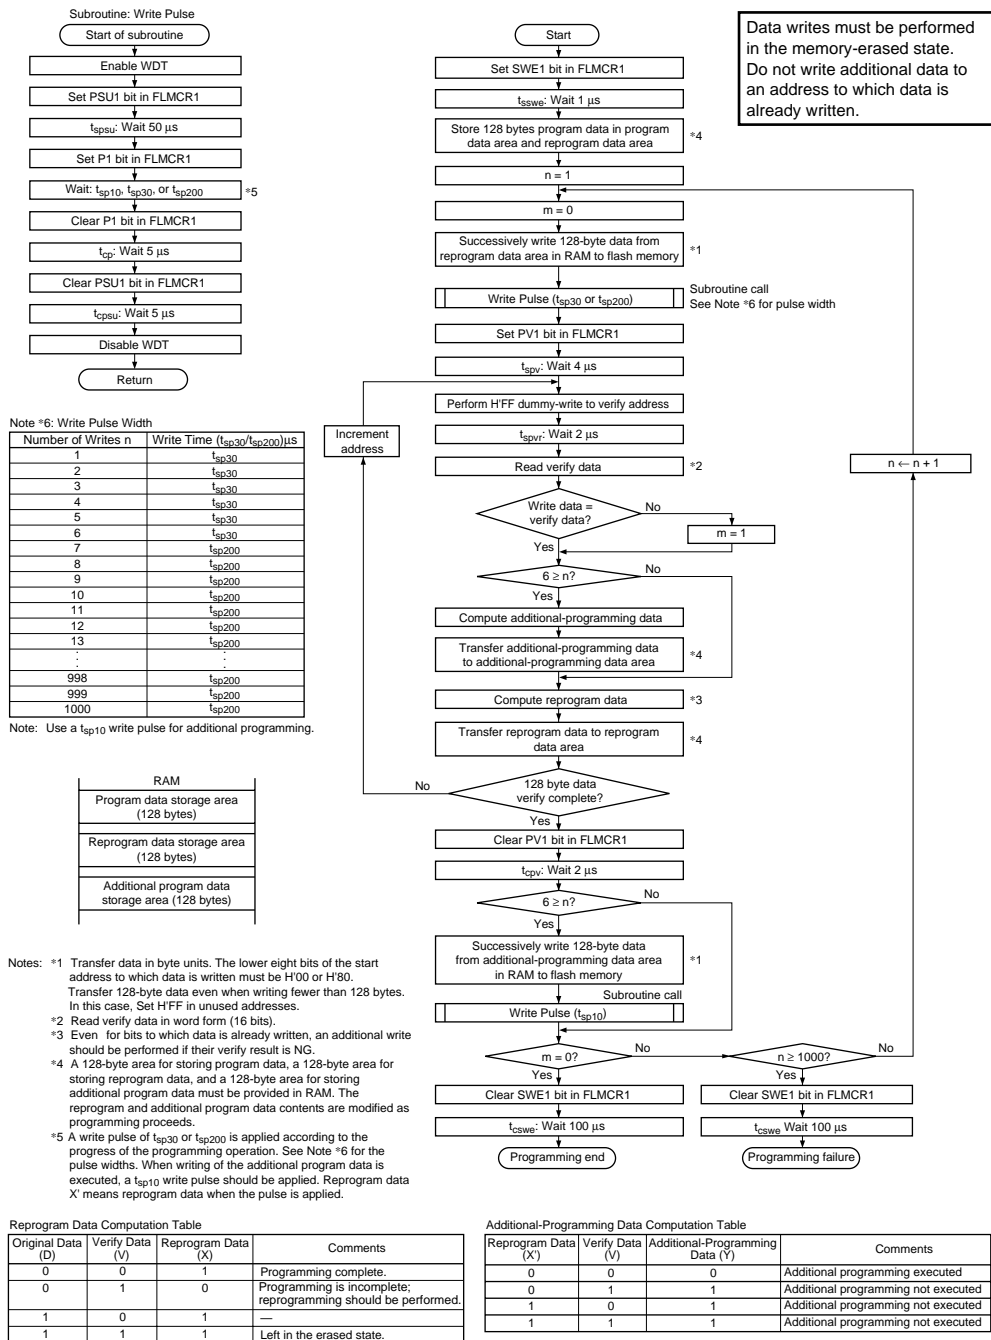 Subroutine: Write Pulse
Start of subroutine
Enable WDT
Set PSU1 bit in FLMCR1
tspsu: Wait 50 µs
Set P1 bit in FLMCR1
Wait: tsp10, tsp30, or tsp200
*5
Clear P1 bit in FLMCR1
tcp: Wait 5 µs
Clear PSU1 bit in FLMCR1
tcpsu: Wait 5 µs
Disable WDT
Return
Note *6: Write Pulse Width
Number of Writes n Write Time (tsp30/tsp200)µs
1 tsp30
2 tsp30
3 tsp30
4 tsp30
5 tsp30
6 tsp30
7 tsp200
8 tsp200
9 tsp200
10 tsp200
11 tsp200
12 tsp200
13 tsp200
: :
998 tsp200
999 tsp200
1000 tsp200
Note: Use a tsp10 write pulse for additional programming.
RAM
Program data storage area
(128 bytes)
Reprogram data storage area
(128 bytes)
Additional program data
storage area (128 bytes)
Start
Set SWE1 bit in FLMCR1
tsswe: Wait 1 µs
Store 128 bytes program data in program
data area and reprogram data area
*4
n = 1
m = 0
Successively write 128-byte data from
reprogram data area in RAM to flash memory
*1
Write Pulse (tsp30 or tsp200)
Subroutine call
See Note *6 for pulse width
Set PV1 bit in FLMCR1
tspv: Wait 4 µs
Perform H'FF dummy-write to verify address
Increment
address
tspvr: Wait 2 µs
Read verify data
*2
n ← n + 1
Write data =
verify data?
No
m = 1
Yes
6 ≥ n?
No
Yes
Compute additional-programming data
Transfer additional-programming data
to additional-programming data area
*4
Compute reprogram data
*3
Transfer reprogram data to reprogram
data area
*4
No
128 byte data
verify complete?
Yes
Clear PV1 bit in FLMCR1
tcpv: Wait 2 µs
6 ≥ n?
No
Yes
Successively write 128-byte data
from additional-programming data area
in RAM to flash memory
*1
Subroutine call
Write Pulse (tsp10)
m = 0?
No
n ≥ 1000?
No
Yes
Yes
Clear SWE1 bit in FLMCR1
Clear SWE1 bit in FLMCR1
tcswe: Wait 100 µs
tcswe Wait 100 µs
Programming end
Programming failure
Data writes must be performed
in the memory-erased state.
Do not write additional data to
an address to which data is
already written.
Notes: *1 Transfer data in byte units. The lower eight bits of the start
address to which data is written must be H'00 or H'80.
Transfer 128-byte data even when writing fewer than 128 bytes.
In this case, Set H'FF in unused addresses.
*2 Read verify data in word form (16 bits).
*3 Even for bits to which data is already written, an additional write
should be performed if their verify result is NG.
*4 A 128-byte area for storing program data, a 128-byte area for
storing reprogram data, and a 128-byte area for storing
additional program data must be provided in RAM. The
reprogram and additional program data contents are modified as
programming proceeds.
*5 A write pulse of tsp30 or tsp200 is applied according to the
progress of the programming operation. See Note *6 for the
pulse widths. When writing of the additional program data is
executed, a tsp10 write pulse should be applied. Reprogram data
X' means reprogram data when the pulse is applied.
Reprogram Data Computation Table
Original Data (D) Verify Data (V) Reprogram Data (X) Comments
0 0 1 Programming complete.
0 1 0 Programming is incomplete;
reprogramming should be performed.
1 0 1 —
1 1 1 Left in the erased state.
Additional-Programming Data Computation Table
Reprogram Data (X') Verify Data (V) Additional-Programming Data (Y) Comments
0 0 0 Additional programming executed
0 1 1 Additional programming not executed
1 0 1 Additional programming not executed
1 1 1 Additional programming not executed